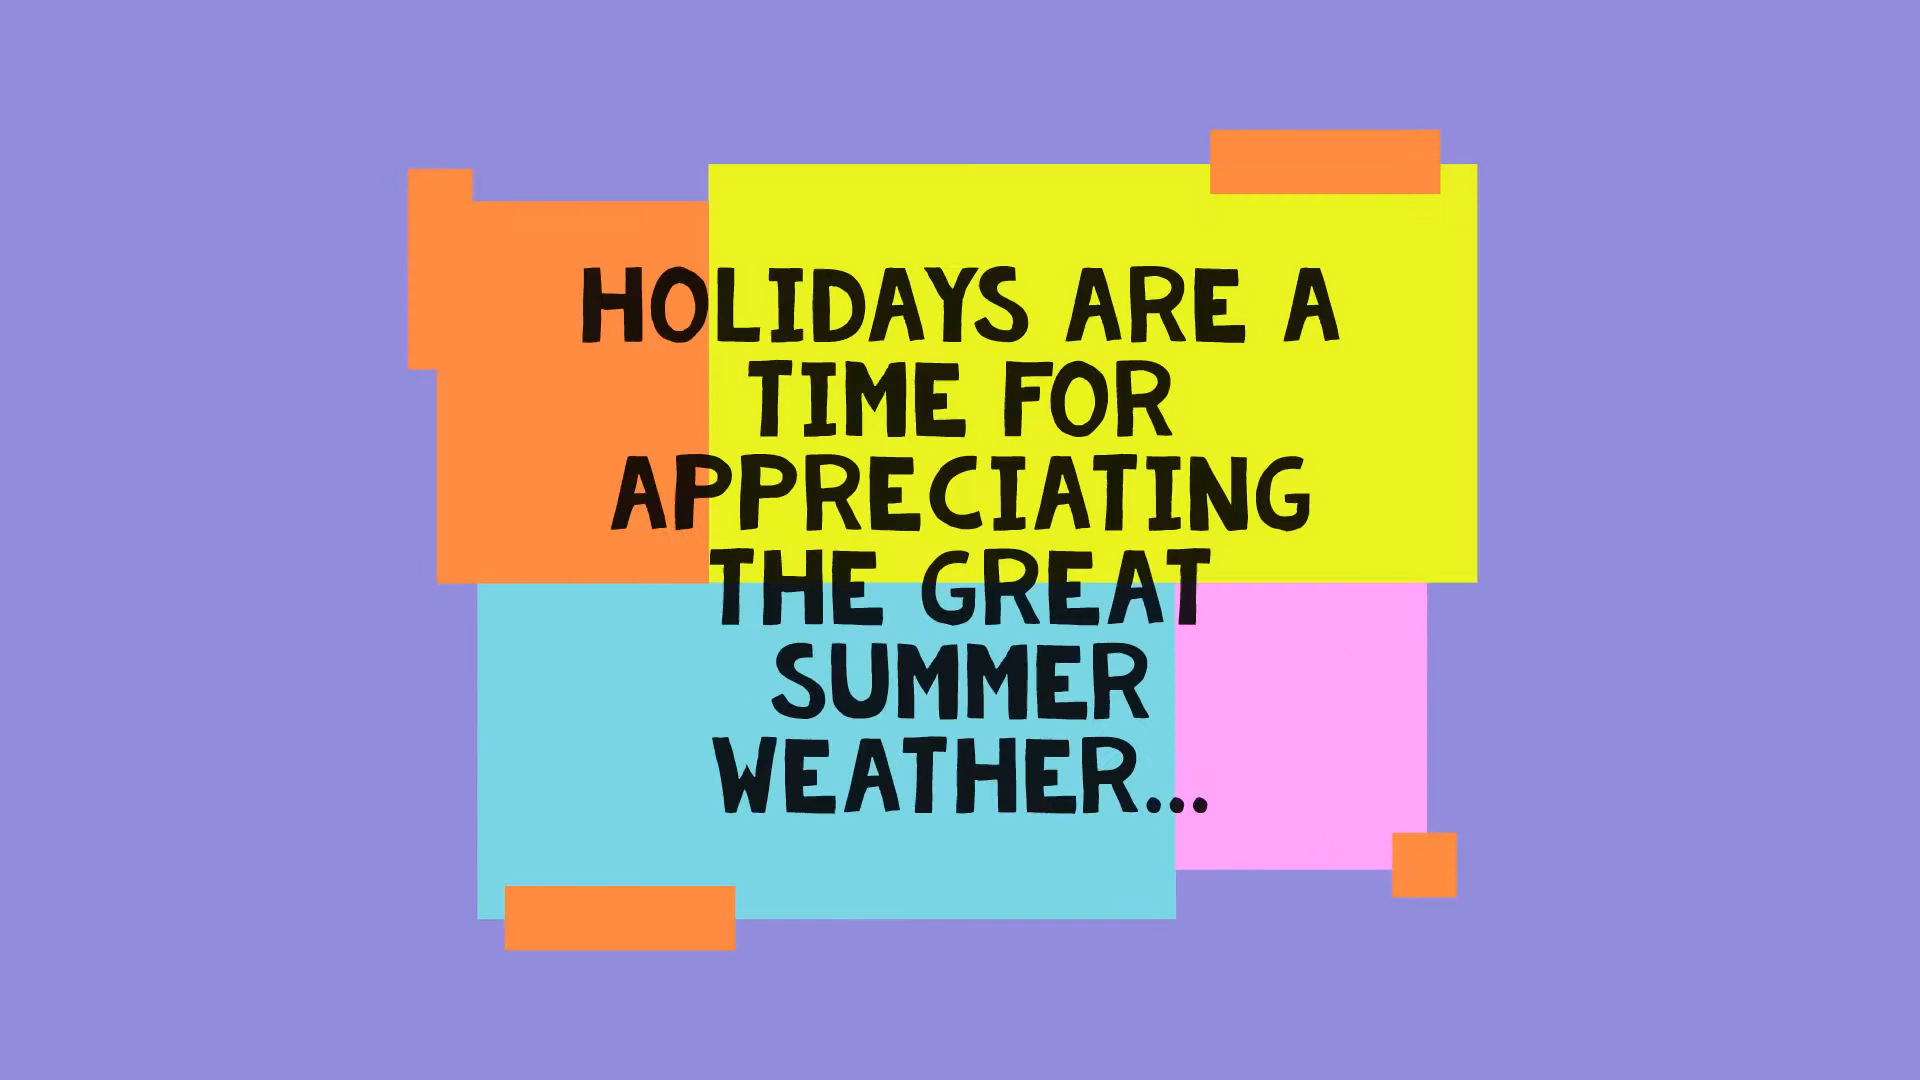 HOLIDAYS ARE A
TIME FOR
APPRECIATING
THE GREAT
SUMMER
WEATHER...